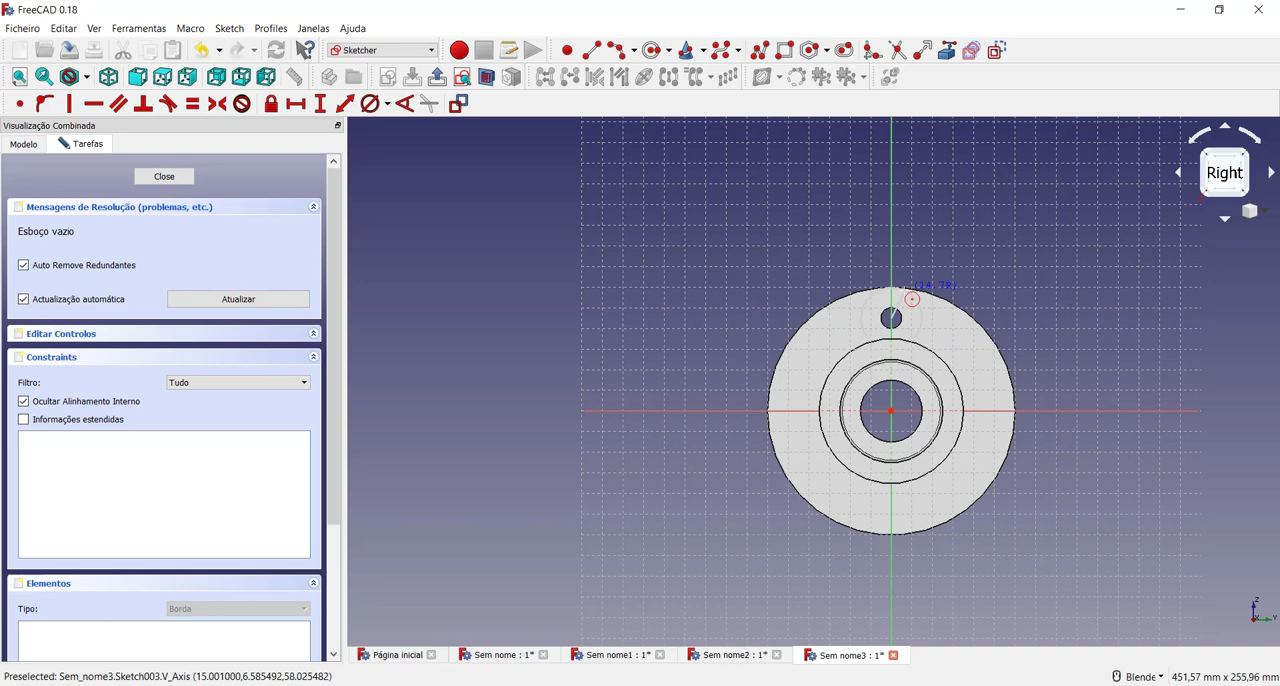 FreeCAD 0.18
Ficheiro Editar Ver Ferramentas Macro Sketch Profiles Janelas Ajuda
Sketcher
Visualização Combinada
Modelo Tarefas
Close
Mensagens de Resolução (problemas, etc.)
Esboço vazio
Auto Remove Redundantes
Actualização automática Atualizar
Editar Controlos
Constraints
Filtro: Tudo
Ocultar Alinhamento Interno
Informações estendidas
Elementos
Tipo: Borda
(14.7R)
Right
Z
Y
Página inicial Sem nome : 1* Sem nome1 : 1* Sem nome2 : 1* Sem nome3 : 1*
Preselected: Sem_nome3.Sketch003.V_Axis (15.001000,6.585492,58.025482) Blende 451,57 mm x 255,96 mm